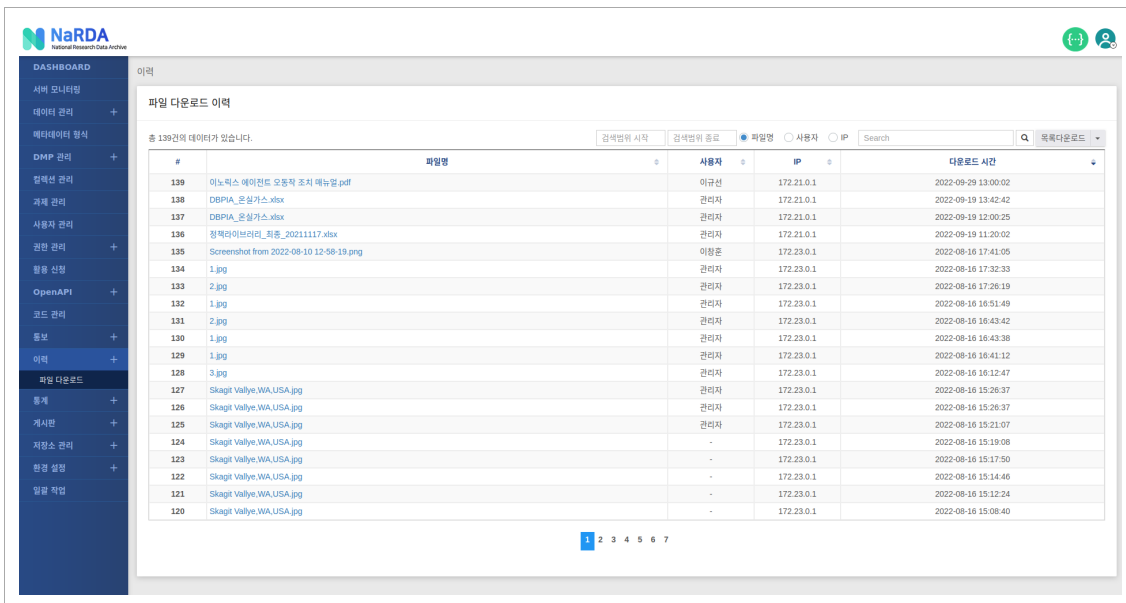 NaRDA
National Research Data Archive
DASHBOARD
서버 모니터링
데이터 관리
메타데이터 형식
DMP 관리
컬렉션 관리
과제 관리
사용자 관리
권한 관리
활용 신청
OpenAPI
코드 관리
통보
이력
파일 다운로드
통계
게시판
저장소 관리
환경 설정
일괄 작업
이력
파일 다운로드 이력
총 139건의 데이터가 있습니다.
검색범위 시작 검색범위 종료 파일명 사용자 IP Search 목록다운로드
# 파일명 사용자 IP 다운로드 시간
139 이노릭스 에이전트 오동작 조치 매뉴얼.pdf 이규선 172.21.0.1 2022-09-29 13:00:02
138 DBPIA_온실가스.xlsx 관리자 172.21.0.1 2022-09-19 13:42:42
137 DBPIA_온실가스.xlsx 관리자 172.21.0.1 2022-09-19 12:00:25
136 정책라이브러리_최종_20211117.xlsx 관리자 172.21.0.1 2022-09-19 11:20:02
135 Screenshot from 2022-08-10 12-58-19.png 이창훈 172.23.0.1 2022-08-16 17:41:05
134 1.jpg 관리자 172.23.0.1 2022-08-16 17:32:33
133 2.jpg 관리자 172.23.0.1 2022-08-16 17:26:19
132 1.jpg 관리자 172.23.0.1 2022-08-16 16:51:49
131 2.jpg 관리자 172.23.0.1 2022-08-16 16:43:42
130 1.jpg 관리자 172.23.0.1 2022-08-16 16:43:38
129 1.jpg 관리자 172.23.0.1 2022-08-16 16:41:12
128 3.jpg 관리자 172.23.0.1 2022-08-16 16:12:47
127 Skagit Vallye,WA,USA.jpg 관리자 172.23.0.1 2022-08-16 15:26:37
126 Skagit Vallye,WA,USA.jpg 관리자 172.23.0.1 2022-08-16 15:26:37
125 Skagit Vallye,WA,USA.jpg 관리자 172.23.0.1 2022-08-16 15:21:07
124 Skagit Vallye,WA,USA.jpg - 172.23.0.1 2022-08-16 15:19:08
123 Skagit Vallye,WA,USA.jpg - 172.23.0.1 2022-08-16 15:17:50
122 Skagit Vallye,WA,USA.jpg - 172.23.0.1 2022-08-16 15:14:46
121 Skagit Vallye,WA,USA.jpg - 172.23.0.1 2022-08-16 15:12:24
120 Skagit Vallye,WA,USA.jpg - 172.23.0.1 2022-08-16 15:08:40
1 2 3 4 5 6 7